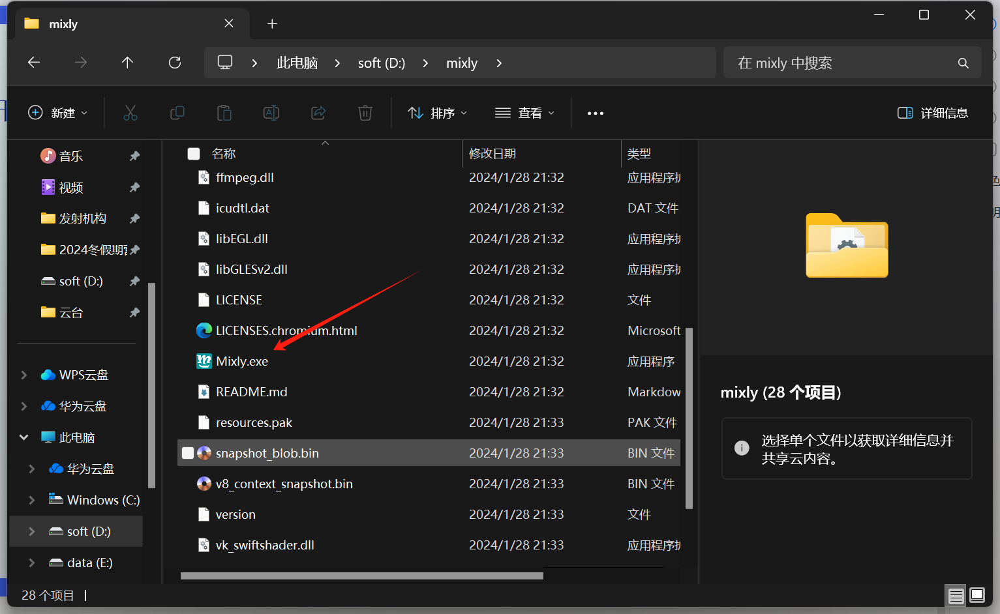 mixly
此电脑
soft (D:)
mixly
在 mixly 中搜索
新建
排序
查看
详细信息
音乐
视频
发射机构
2024冬假期
soft (D:)
云台
WPS云盘
华为云盘
此电脑
华为云盘
Windows (C:)
soft (D:)
data (E:)
名称 修改日期 类型
ffmpeg.dll 2024/1/28 21:32 应用程序扩
icudtl.dat 2024/1/28 21:32 DAT 文件
libEGL.dll 2024/1/28 21:32 应用程序扩
libGLESv2.dll 2024/1/28 21:32 应用程序扩
LICENSE 2024/1/28 21:32 文件
LICENSES.chromium.html 2024/1/28 21:32 Microsoft
Mixly.exe 2024/1/28 21:32 应用程序
README.md 2024/1/28 21:32 Markdow
resources.pak 2024/1/28 21:33 PAK 文件
snapshot_blob.bin 2024/1/28 21:33 BIN 文件
v8_context_snapshot.bin 2024/1/28 21:33 BIN 文件
version 2024/1/28 21:33 文件
vk_swiftshader.dll 2024/1/28 21:33 应用程序扩
mixly (28 个项目)
选择单个文件以获取详细信息并
共享云内容。
28 个项目